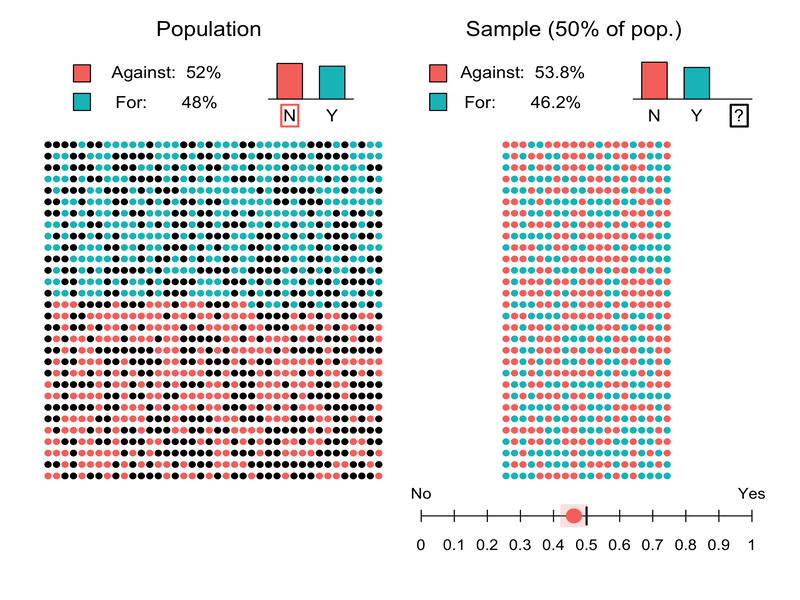 Population
Against: 52%
For: 48%
N Y
Sample (50% of pop.)
Against: 53.8%
For: 46.2%
N Y ?
No Yes
0 0.1 0.2 0.3 0.4 0.5 0.6 0.7 0.8 0.9 1